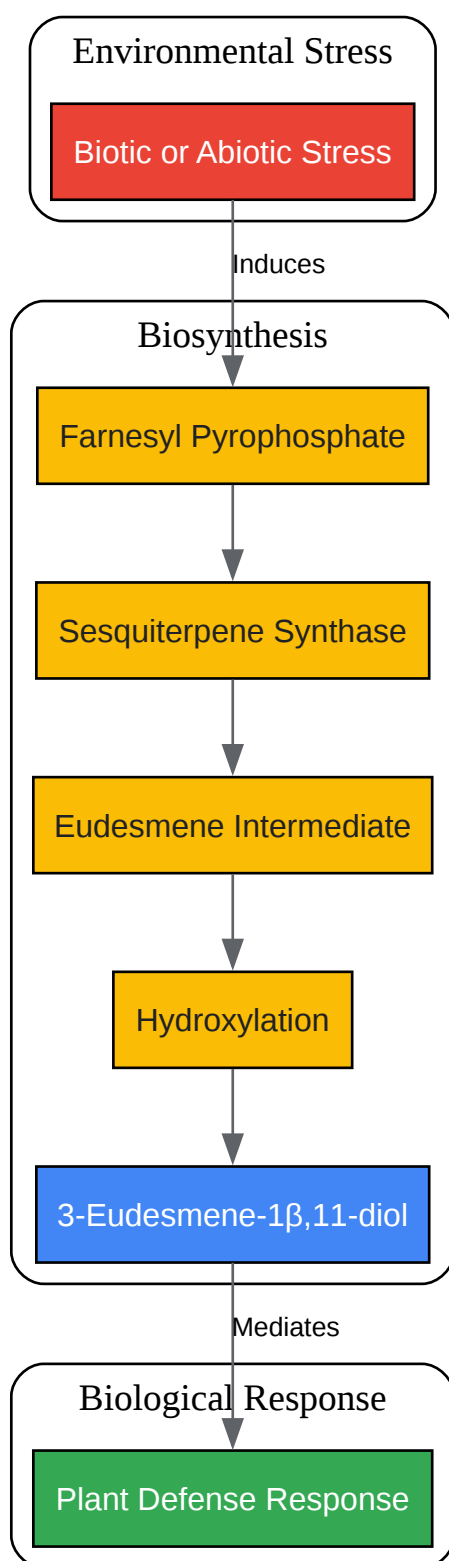 Environmental Stress
Biotic or Abiotic Stress
Induces
Biosynthesis
Farnesyl Pyrophosphate
Sesquiterpene Synthase
Eudesmene Intermediate
Hydroxylation
3-Eudesmene-1β,11-diol
Mediates
Biological Response
Plant Defense Response